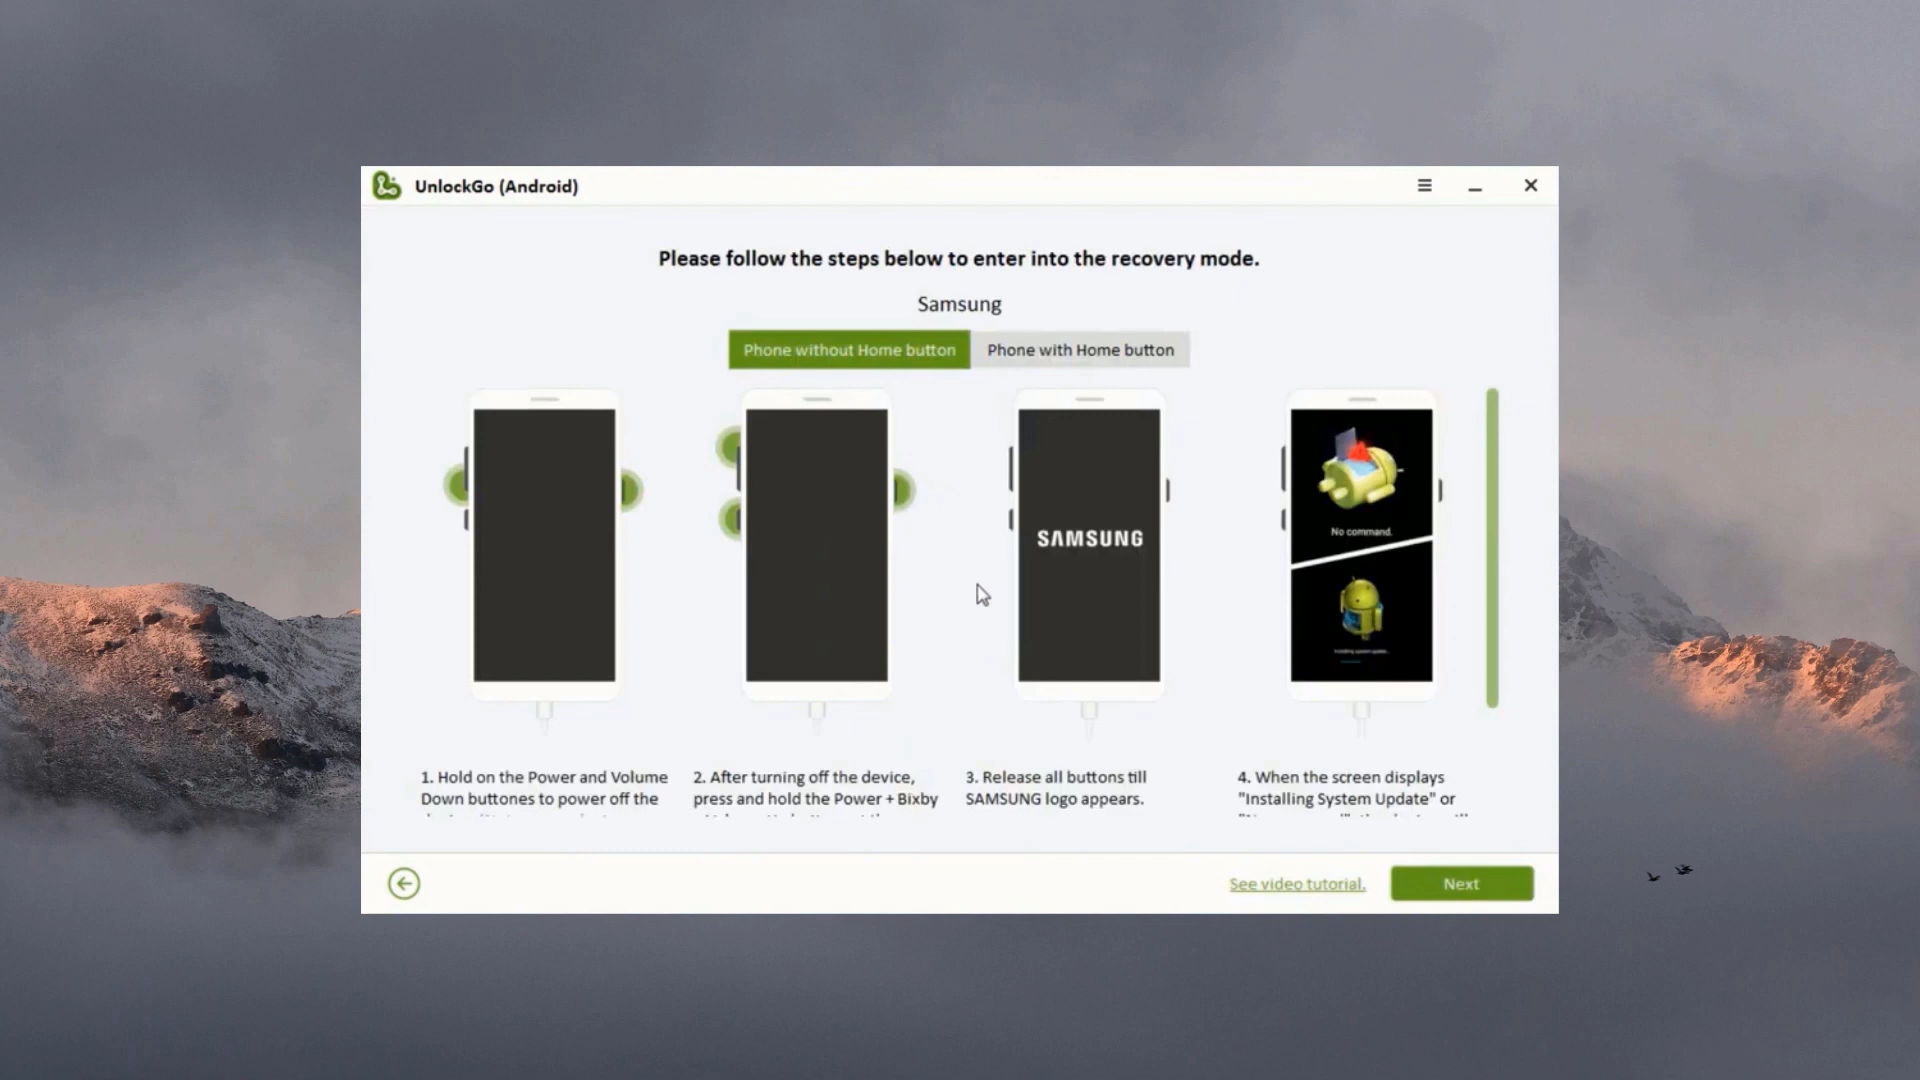 UnlockGo (Android)
Please follow the steps below to enter into the recovery mode.
Samsung
Phone without Home button
Phone with Home button
SAMSUNG
No command.
Installing system update...
1. Hold on the Power and Volume
Down buttones to power off the
2. After turning off the device,
press and hold the Power + Bixby
3. Release all buttons till
SAMSUNG logo appears.
4. When the screen displays
"Installing System Update" or
See video tutorial.
Next